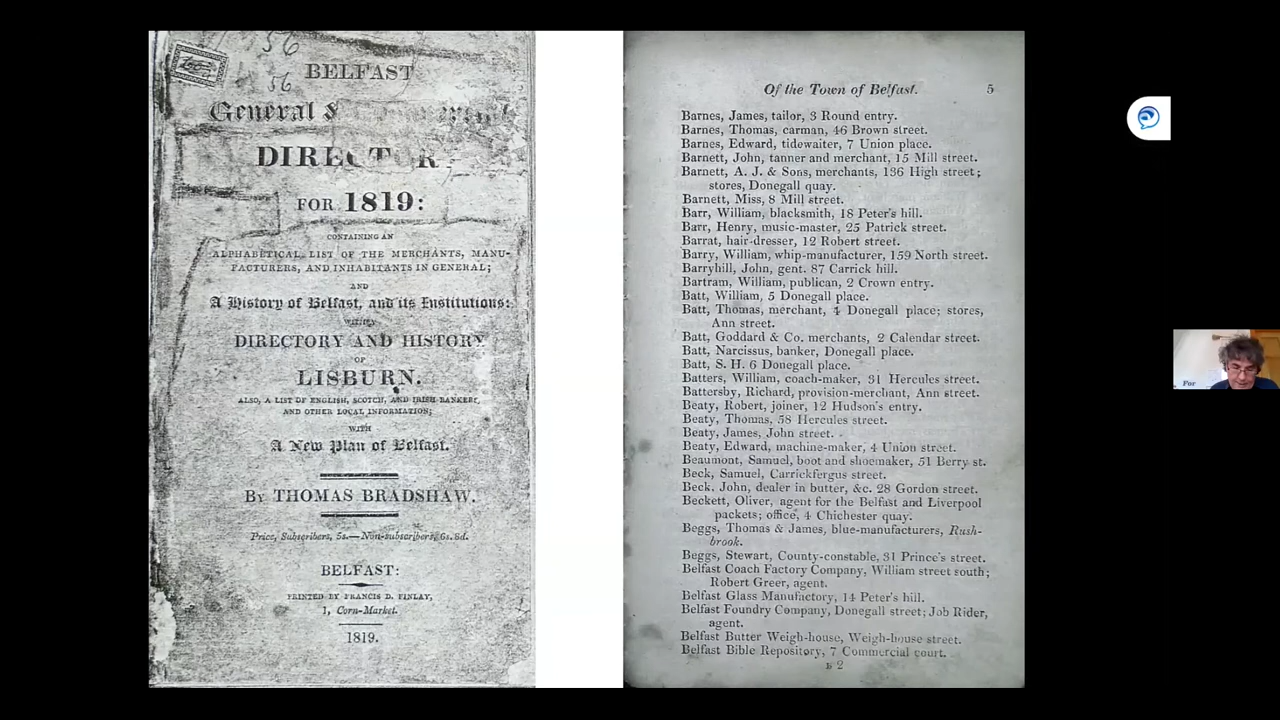 56
56
BELFAST
General &
DIRECT R
FOR 1819:
CONTAINING AN
ALPHABETICAL LIST OF THE MERCHANTS, MANU-
FACTURERS, AND INHABITANTS IN GENERAL;
AND
A History of Belfast, and its Institutions:
DIRECTORY AND HISTORY
OF
LISBURN.
ALSO, A LIST OF ENGLISH, SCOTCH, AND IRISH BANKERS,
AND OTHER LOCAL INFORMATION;
WITH
A New Plan of Belfast.
BY THOMAS BRADSHAW.
Price, Subscribers, 5s.—Non-subscribers, 6s. 8d.
BELFAST:
PRINTED BY FRANCIS D. FINLAY,
1, Corn-Market.
1819.
Of the Town of Belfast. 5
Barnes, James, tailor, 3 Round entry.
Barnes, Thomas, carman, 46 Brown street.
Barnes, Edward, tidewaiter, 7 Union place.
Barnett, John, tanner and merchant, 15 Mill street.
Barnett, A. J. & Sons, merchants, 136 High street;
stores, Donegall quay.
Barnett, Miss, 8 Mill street.
Barr, William, blacksmith, 18 Peter's hill.
Barr, Henry, music-master, 25 Patrick street.
Barrat, hair-dresser, 12 Robert street.
Barry, William, whip-manufacturer, 159 North street.
Barryhill, John, gent. 87 Carrick hill.
Bartram, William, publican, 2 Crown entry.
Batt, William, 5 Donegall place.
Batt, Thomas, merchant, 4 Donegall place; stores,
Ann street.
Batt, Goddard & Co. merchants, 2 Calendar street.
Batt, Narcissus, banker, Donegall place.
Batt, S. H. 6 Donegall place.
Batters, William, coach-maker, 31 Hercules street.
Battersby, Richard, provision-merchant, Ann street.
Beaty, Robert, joiner, 12 Hudson's entry.
Beaty, Thomas, 58 Hercules street.
Beaty, James, John street.
Beaty, Edward, machine-maker, 4 Union street.
Beaumont, Samuel, boot and shoemaker, 51 Berry st.
Beck, Samuel, Carrickfergus street.
Beck, John, dealer in butter, &c. 28 Gordon street.
Beckett, Oliver, agent for the Belfast and Liverpool
packets; office, 4 Chichester quay.
Beggs, Thomas & James, blue-manufacturers, Rush-
brook.
Beggs, Stewart, County-constable, 31 Prince's street.
Belfast Coach Factory Company, William street south;
Robert Greer, agent.
Belfast Glass Manufactory, 14 Peter's hill.
Belfast Foundry Company, Donegall street; Job Rider,
agent.
Belfast Butter Weigh-house, Weigh-house street.
Belfast Bible Repository, 7 Commercial court.
B 2
For